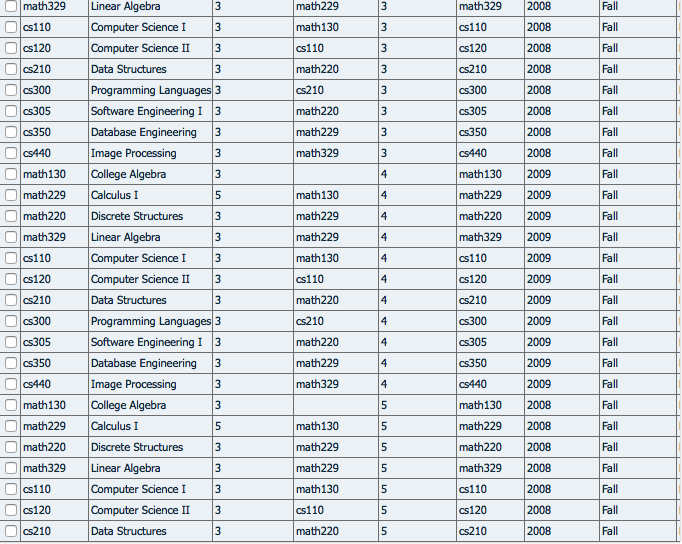 math329 Linear Algebra 3 math229 3 math329 2008 Fall
cs110 Computer Science I 3 math130 3 cs110 2008 Fall
cs120 Computer Science II 3 cs110 3 cs120 2008 Fall
cs210 Data Structures 3 math220 3 cs210 2008 Fall
cs300 Programming Languages 3 cs210 3 cs300 2008 Fall
cs305 Software Engineering I 3 math220 3 cs305 2008 Fall
cs350 Database Engineering 3 math229 3 cs350 2008 Fall
cs440 Image Processing 3 math329 3 cs440 2008 Fall
math130 College Algebra 3 4 math130 2009 Fall
math229 Calculus I 5 math130 4 math229 2009 Fall
math220 Discrete Structures 3 math229 4 math220 2009 Fall
math329 Linear Algebra 3 math229 4 math329 2009 Fall
cs110 Computer Science I 3 math130 4 cs110 2009 Fall
cs120 Computer Science II 3 cs110 4 cs120 2009 Fall
cs210 Data Structures 3 math220 4 cs210 2009 Fall
cs300 Programming Languages 3 cs210 4 cs300 2009 Fall
cs305 Software Engineering I 3 math220 4 cs305 2009 Fall
cs350 Database Engineering 3 math229 4 cs350 2009 Fall
cs440 Image Processing 3 math329 4 cs440 2009 Fall
math130 College Algebra 3 5 math130 2008 Fall
math229 Calculus I 5 math130 5 math229 2008 Fall
math220 Discrete Structures 3 math229 5 math220 2008 Fall
math329 Linear Algebra 3 math229 5 math329 2008 Fall
cs110 Computer Science I 3 math130 5 cs110 2008 Fall
cs120 Computer Science II 3 cs110 5 cs120 2008 Fall
cs210 Data Structures 3 math220 5 cs210 2008 Fall